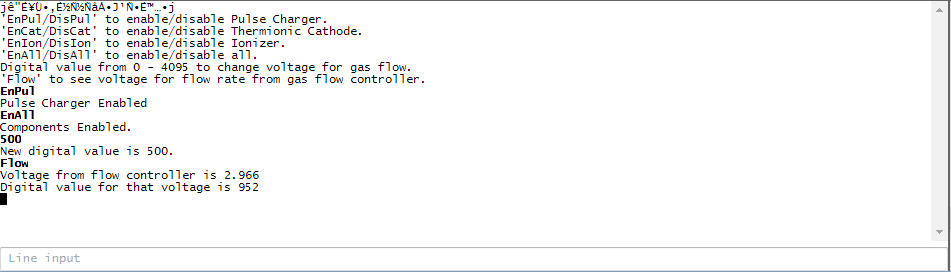 'EnPul/DisPul' to enable/disable Pulse Charger.
'EnCat/DisCat' to enable/disable Thermionic Cathode.
'EnIon/DisIon' to enable/disable Ionizer.
'EnAll/DisAll' to enable/disable all.
Digital value from 0 - 4095 to change voltage for gas flow.
'Flow' to see voltage for flow rate from gas flow controller.
EnPul
Pulse Charger Enabled
EnAll
Components Enabled.
500
New digital value is 500.
Flow
Voltage from flow controller is 2.966
Digital value for that voltage is 952
Line input